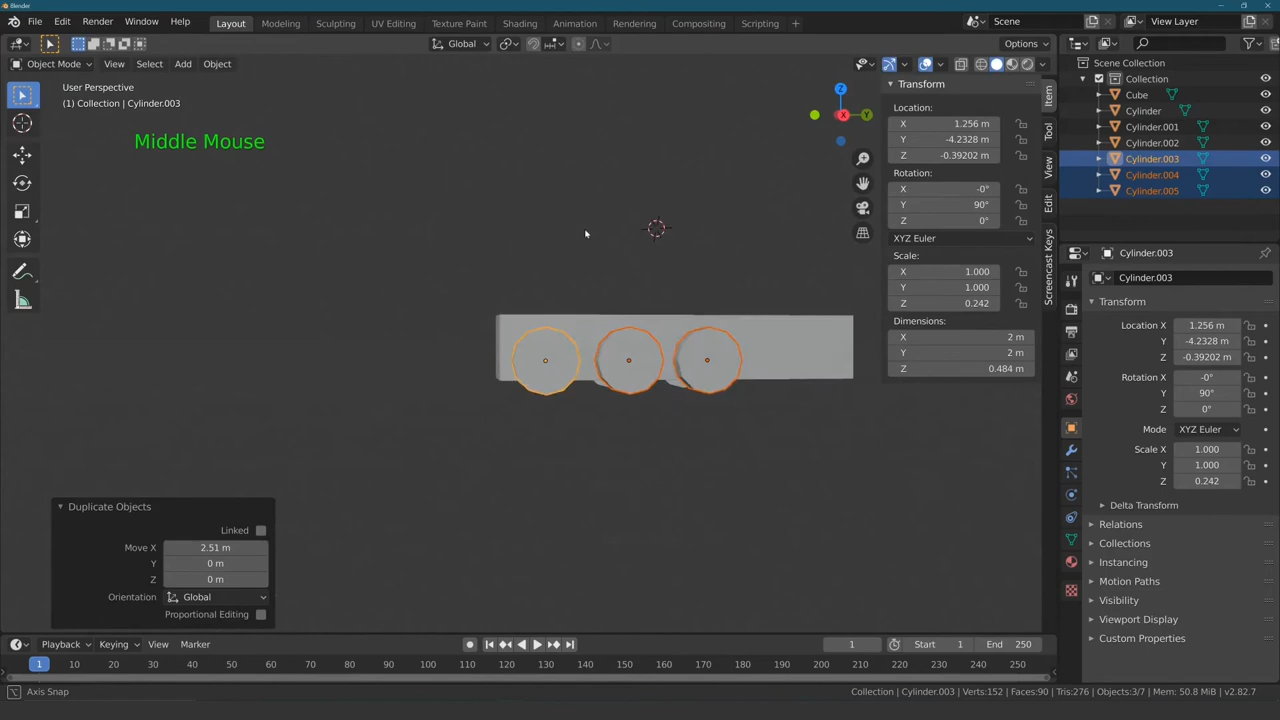 Blender
File Edit Render Window Help Layout Modeling Sculpting UV Editing Texture Paint Shading Animation Rendering Compositing Scripting + Scene View Layer
Global Options
Object Mode View Select Add Object
User Perspective
(1) Collection | Cylinder.003
Middle Mouse
Z
Y
X
Transform
Location:
X 1.256 m
Y -4.2328 m
Z -0.39202 m
Rotation:
X -0°
Y 90°
Z 0°
XYZ Euler
Scale:
X 1.000
Y 1.000
Z 0.242
Dimensions:
X 2 m
Y 2 m
Z 0.484 m
Item
Tool
View
Edit
Screencast Keys
Scene Collection
Collection
Cube
Cylinder
Cylinder.001
Cylinder.002
Cylinder.003
Cylinder.004
Cylinder.005
Cylinder.003
Cylinder.003
Transform
Location X 1.256 m
Y -4.2328 m
Z -0.39202 m
Rotation X -0°
Y 90°
Z 0°
Mode XYZ Euler
Scale X 1.000
Y 1.000
Z 0.242
Delta Transform
Relations
Collections
Instancing
Motion Paths
Visibility
Viewport Display
Custom Properties
Duplicate Objects
Linked
Move X 2.51 m
Y 0 m
Z 0 m
Orientation Global
Proportional Editing
Playback Keying View Marker 1 Start 1 End 250
1 10 20 30 40 50 60 70 80 90 100 110 120 130 140 150 160 170 180 190 200 210 220 230 240 250
Axis Snap
Collection | Cylinder.003 | Verts:152 | Faces:90 | Tris:276 | Objects:3/7 | Mem: 50.8 MiB | v2.82.7